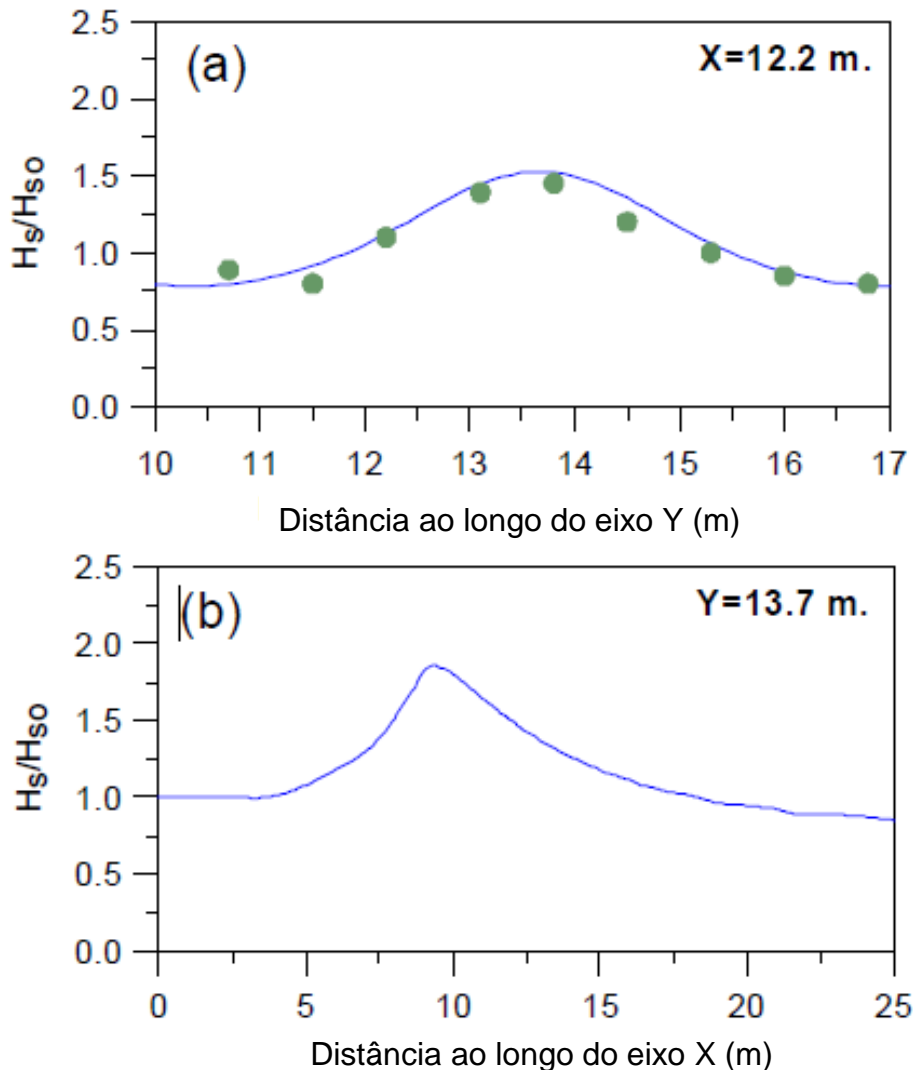 2.5
(a)
X=12.2 m.
2.0
1.5
1.0
0.5
0.0
Hs/Hso
10 11 12 13 14 15 16 17
Distância ao longo do eixo Y (m)
2.5
(b)
Y=13.7 m.
2.0
1.5
1.0
0.5
0.0
Hs/Hso
0 5 10 15 20 25
Distância ao longo do eixo X (m)